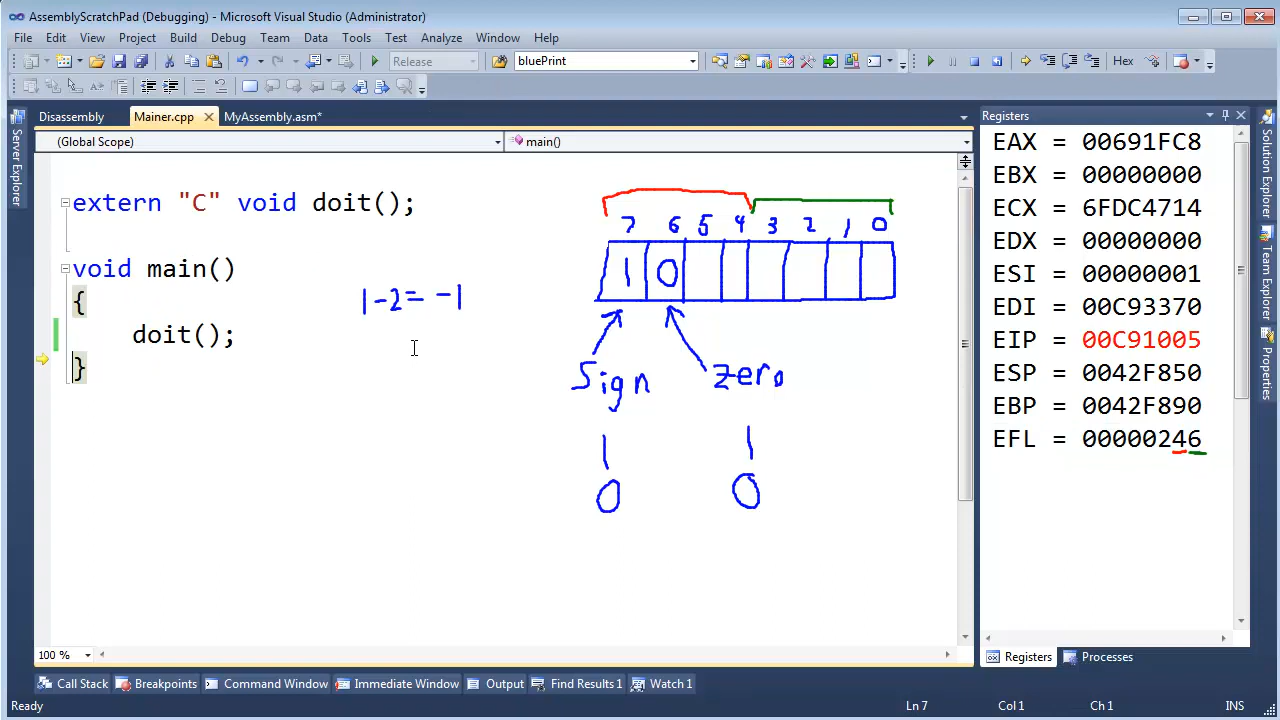 AssemblyScratchPad (Debugging) - Microsoft Visual Studio (Administrator)
File Edit View Project Build Debug Team Data Tools Test Analyze Window Help
Release bluePrint Hex
Disassembly Mainer.cpp MyAssembly.asm*
(Global Scope) main()
Server Explorer
extern "C" void doit();
void main()
{
doit();
}
1-2= -1
7 6 5 4 3 2 1 0
1 0
Sign Zero
1 1
0 0
100 %
Registers
EAX = 00691FC8
EBX = 00000000
ECX = 6FDC4714
EDX = 00000000
ESI = 00000001
EDI = 00C93370
EIP = 00C91005
ESP = 0042F850
EBP = 0042F890
EFL = 00000246
Registers Processes
Solution Explorer
Team Explorer
Properties
Call Stack Breakpoints Command Window Immediate Window Output Find Results 1 Watch 1
Ready Ln 7 Col 1 Ch 1 INS